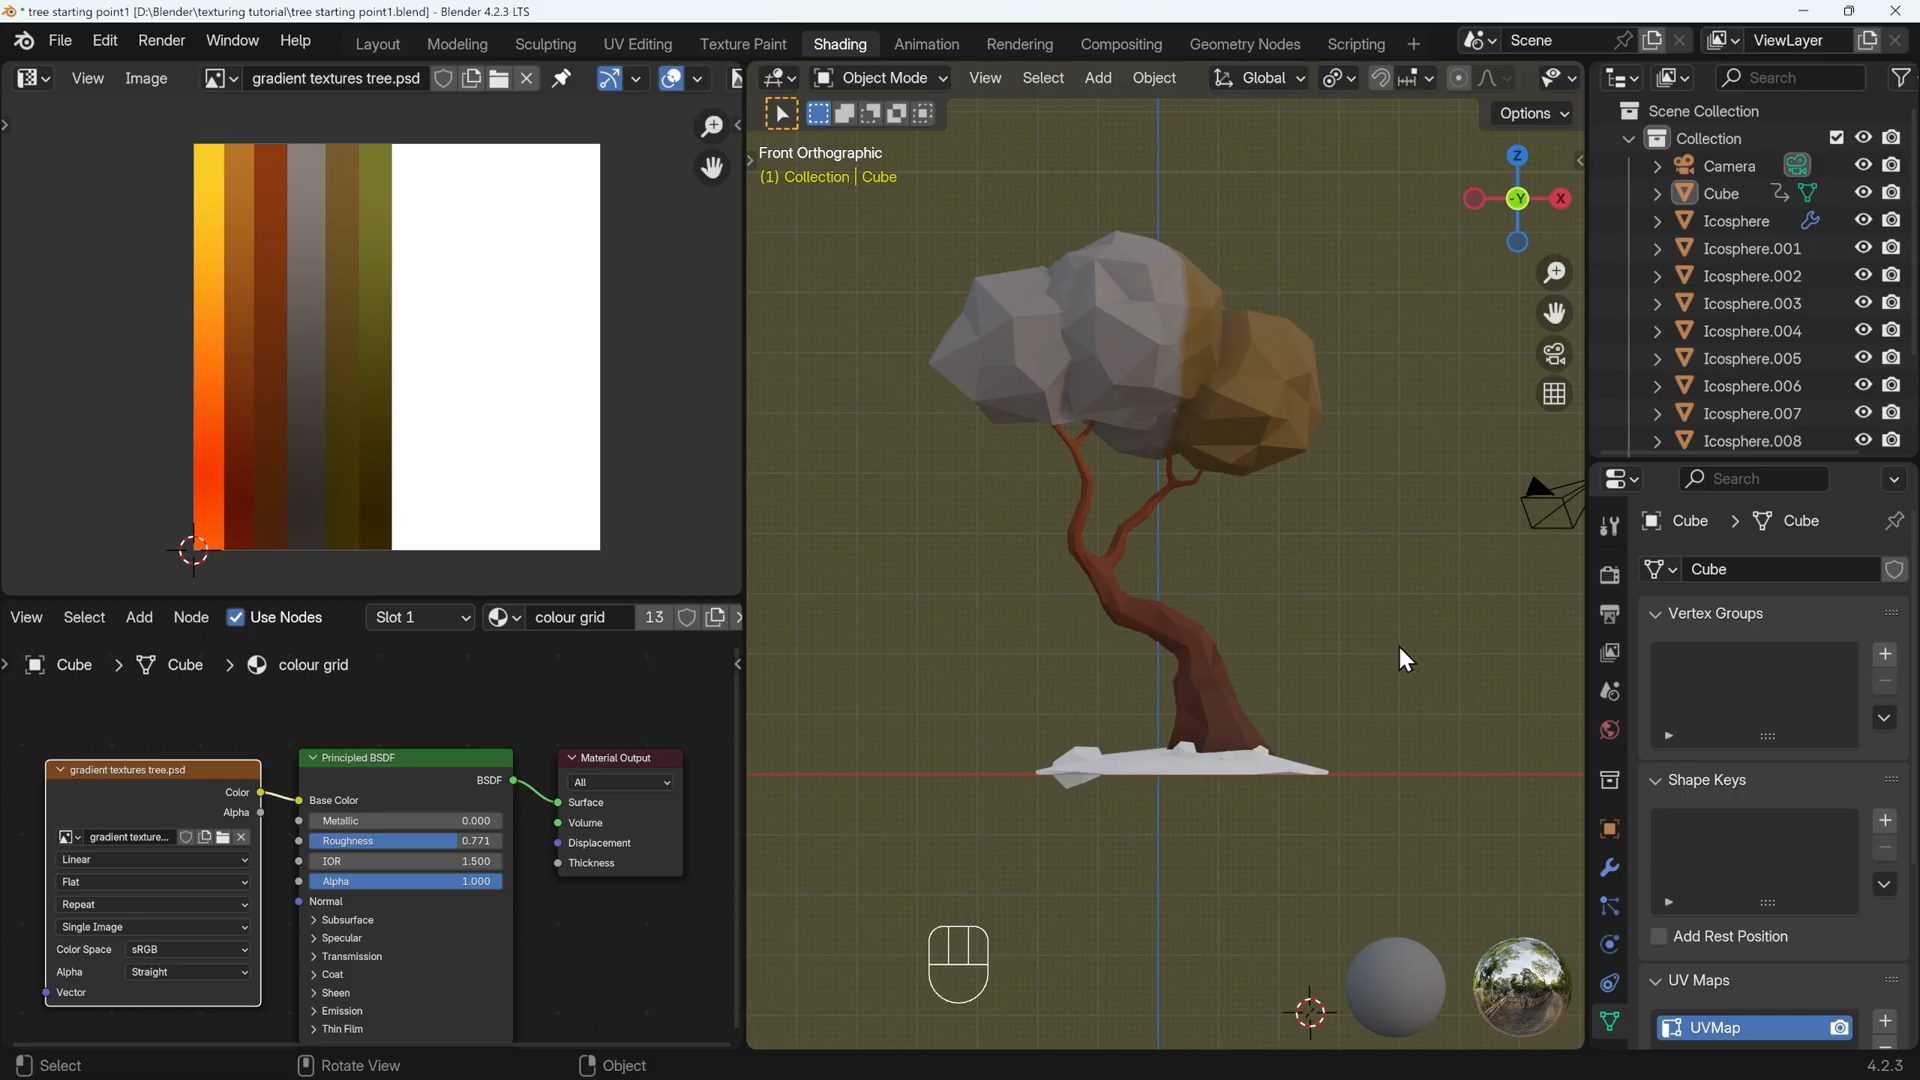 * tree starting point1 [D:\Blender\texturing tutorial\tree starting point1.blend] - Blender 4.2.3 LTS
File Edit Render Window Help Layout Modeling Sculpting UV Editing Texture Paint Shading Animation Rendering Compositing Geometry Nodes Scripting + Scene ViewLayer
View Image gradient textures tree.psd Object Mode View Select Add Object Global Search
Options
Scene Collection
Collection
Camera
Cube
Icosphere
Icosphere.001
Icosphere.002
Icosphere.003
Icosphere.004
Icosphere.005
Icosphere.006
Icosphere.007
Icosphere.008
Front Orthographic
(1) Collection | Cube
Z
-Y
X
Search
Cube > Cube
Cube
Vertex Groups
Shape Keys
Add Rest Position
UV Maps
UVMap
View Select Add Node Use Nodes Slot 1 colour grid 13
Cube > Cube > colour grid
gradient textures tree.psd
Color
Alpha
gradient texture...
Linear
Flat
Repeat
Single Image
Color Space sRGB
Alpha Straight
Vector
Principled BSDF
BSDF
Base Color
Metallic 0.000
Roughness 0.771
IOR 1.500
Alpha 1.000
Normal
Subsurface
Specular
Transmission
Coat
Sheen
Emission
Thin Film
Material Output
All
Surface
Volume
Displacement
Thickness
Select Rotate View Object 4.2.3